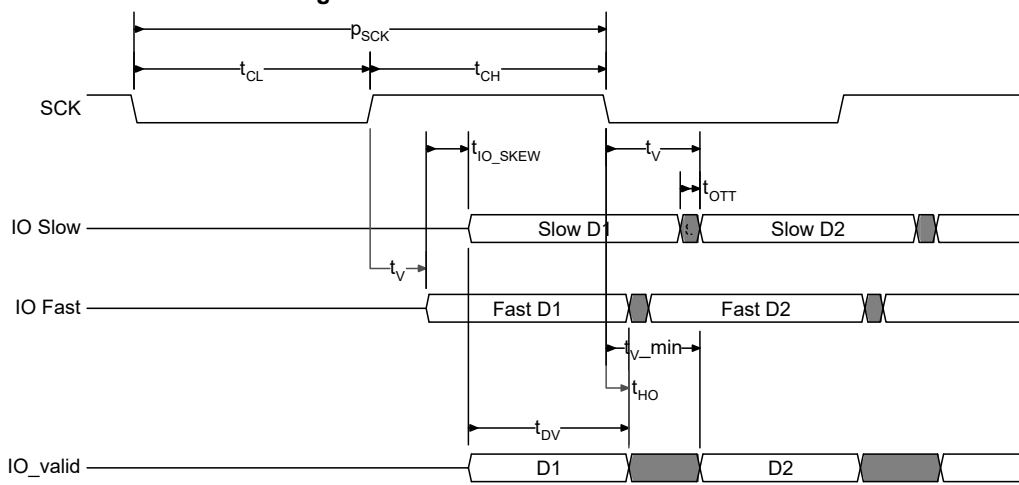 pSCK
tCL tCH
SCK
tIO_SKEW tV
tOTT
IO Slow Slow D1 Slow D2
tV
IO Fast Fast D1 Fast D2
tV_min
tHO
tDV
IO_valid D1 D2